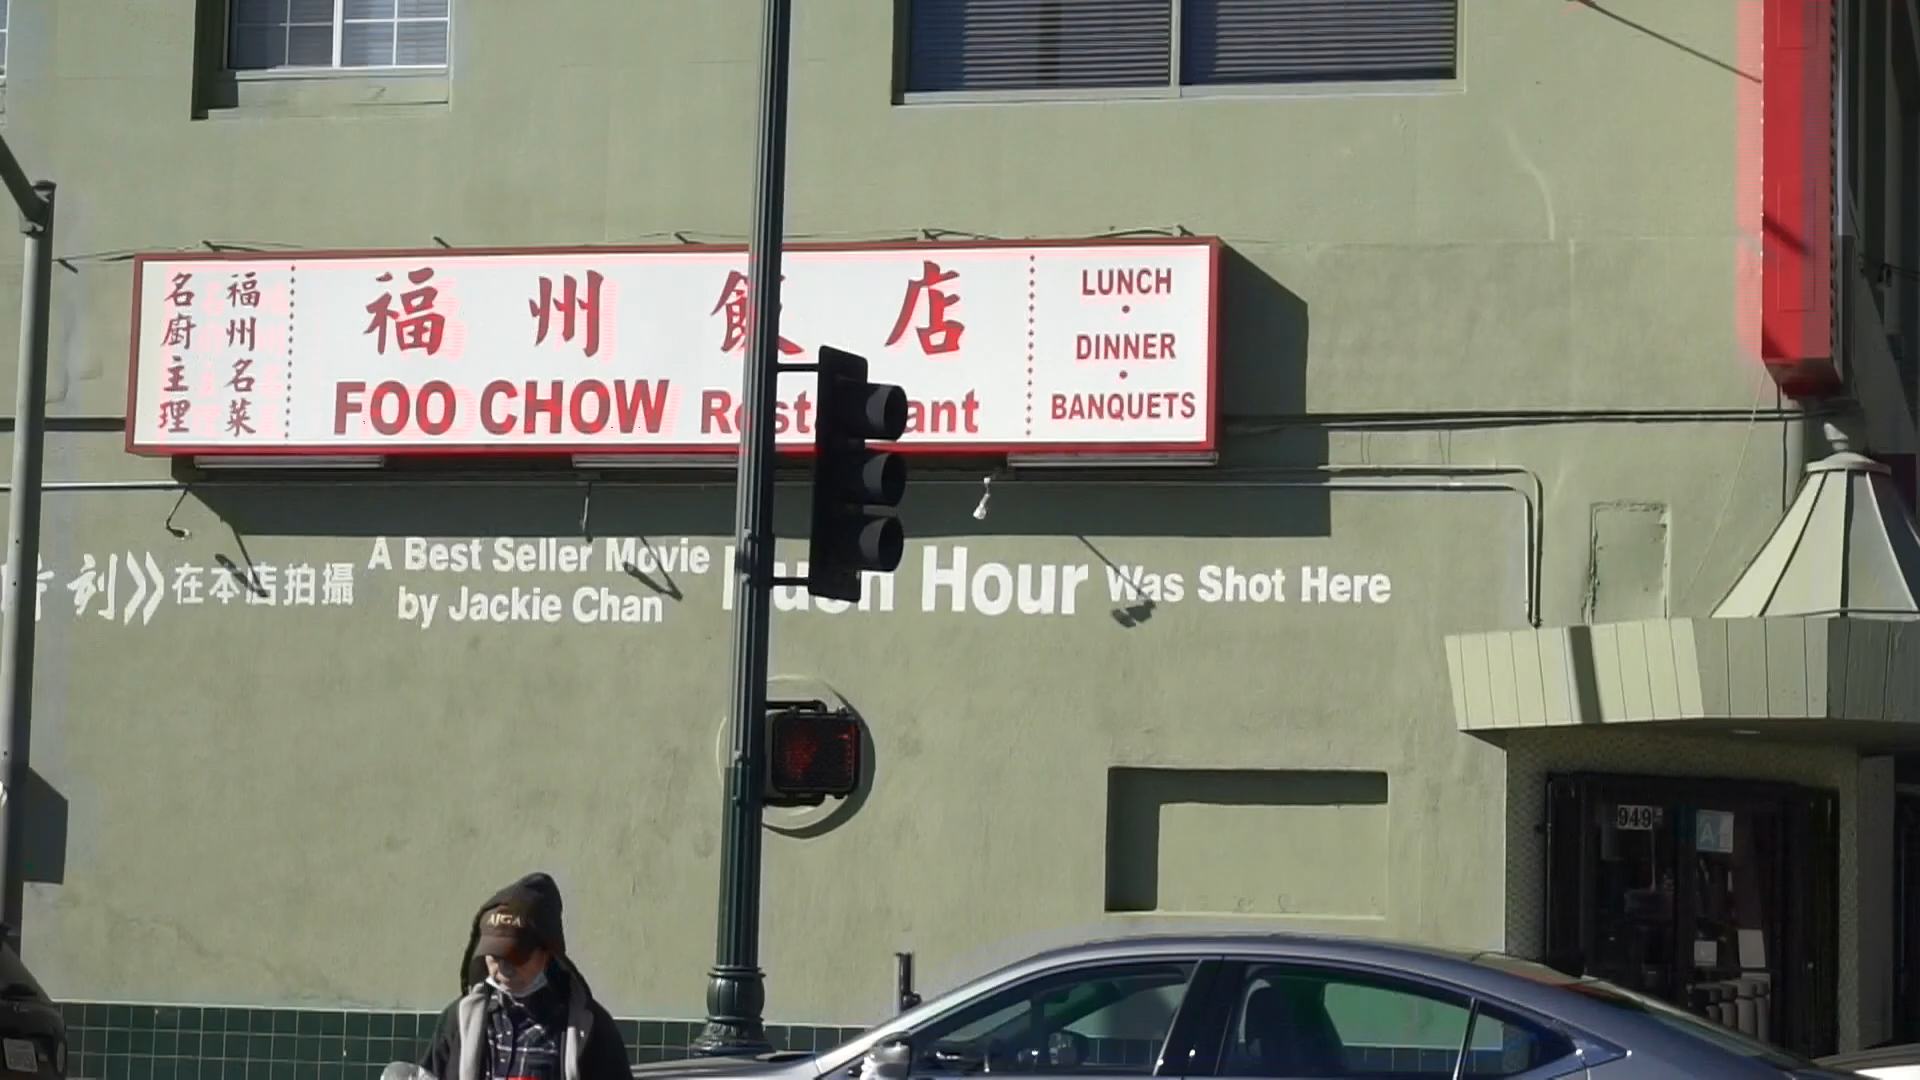 福州名菜
名廚主理
福 州 飯 店
FOO CHOW
LUNCH
•
DINNER
•
BANQUETS
刻》在本店拍攝
A Best Seller Movie
by Jackie Chan
Hour Was Shot Here
949
A